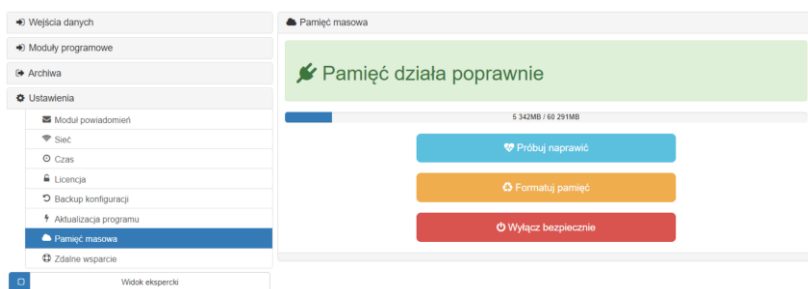 Wejścia danych
Moduły programowe
Archiwa
Ustawienia
Moduł powiadomień
Sieć
Czas
Licencja
Backup konfiguracji
Aktualizacja programu
Pamięć masowa
Zdalne wsparcie
Widok ekspercki
Pamięć masowa
Pamięć działa poprawnie
5 342MB / 60 291MB
Próbuj naprawić
Formatuj pamięć
Wyłącz bezpiecznie